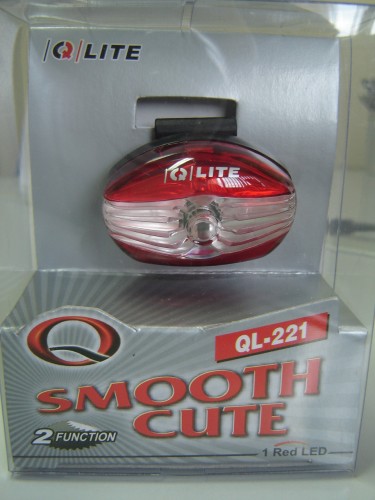 |Q|LITE
|Q|LITE
Q
QL-221
SMOOTH
CUTE
2 FUNCTION
1 Red LED